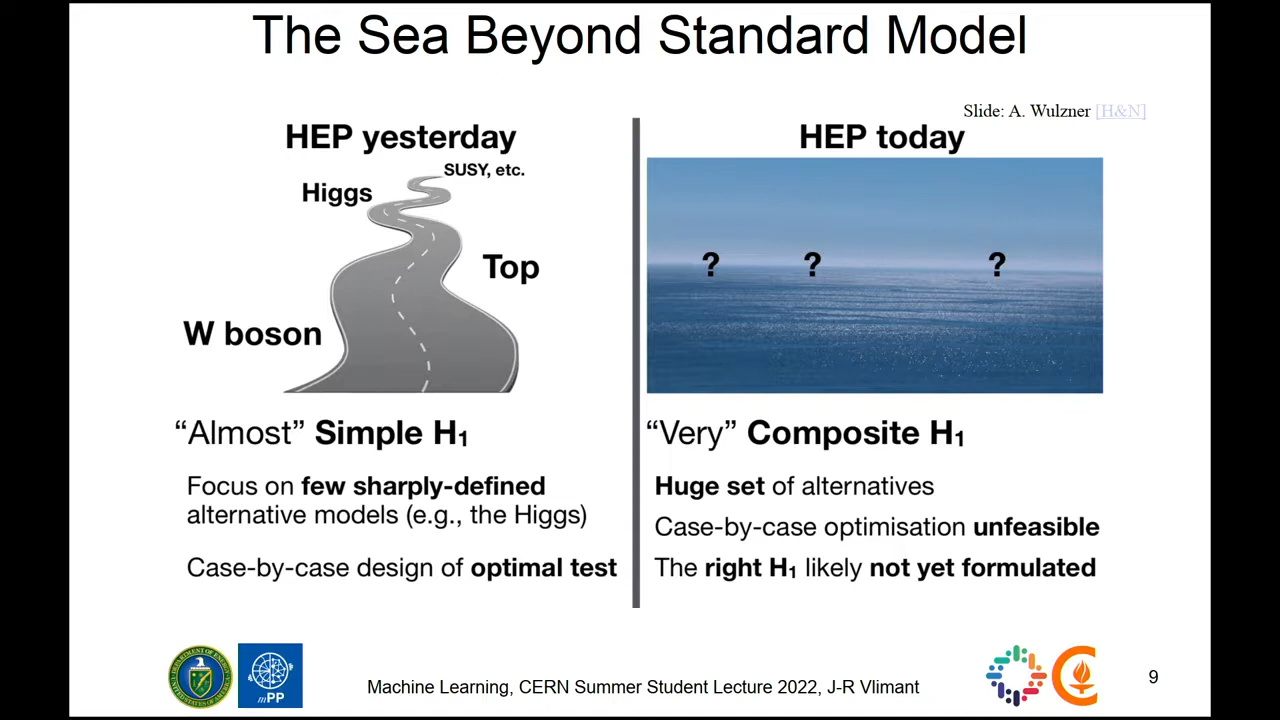 The Sea Beyond Standard Model
Slide: A. Wulzner [H&N]
HEP yesterday
SUSY, etc.
Higgs
Top
W boson
“Almost” Simple H₁
Focus on few sharply-defined
alternative models (e.g., the Higgs)
Case-by-case design of optimal test
HEP today
? ? ?
“Very” Composite H₁
Huge set of alternatives
Case-by-case optimisation unfeasible
The right H₁ likely not yet formulated
mPP
Machine Learning, CERN Summer Student Lecture 2022, J-R Vlimant
9